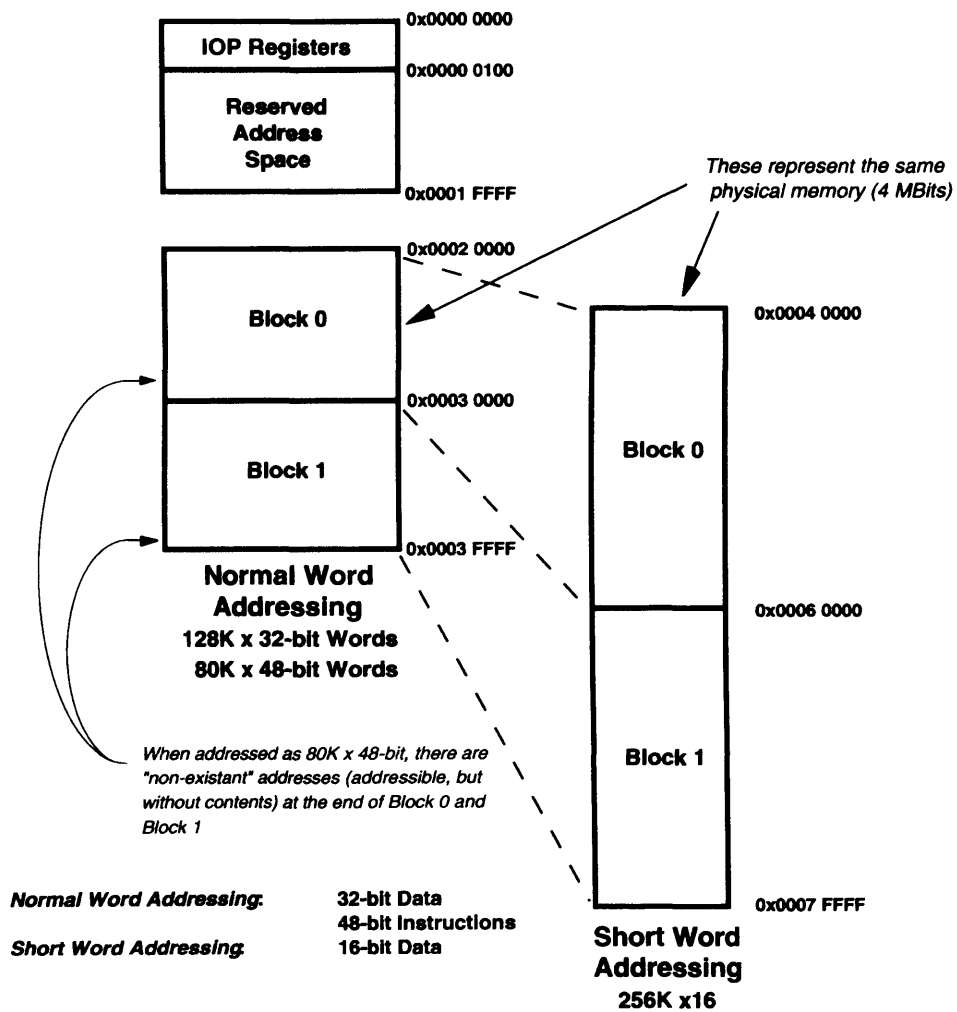 0x0000 0000
IOP Registers
0x0000 0100
Reserved
Address
Space
0x0001 FFFF
These represent the same
physical memory (4 MBits)
0x0002 0000
Block 0
0x0003 0000
Block 1
0x0003 FFFF
Normal Word
Addressing
128K x 32-bit Words
80K x 48-bit Words
0x0004 0000
Block 0
0x0006 0000
Block 1
0x0007 FFFF
Short Word
Addressing
256K x16
When addressed as 80K x 48-bit, there are
"non-existant" addresses (addressible, but
without contents) at the end of Block 0 and
Block 1
Normal Word Addressing: 32-bit Data
48-bit Instructions
Short Word Addressing: 16-bit Data